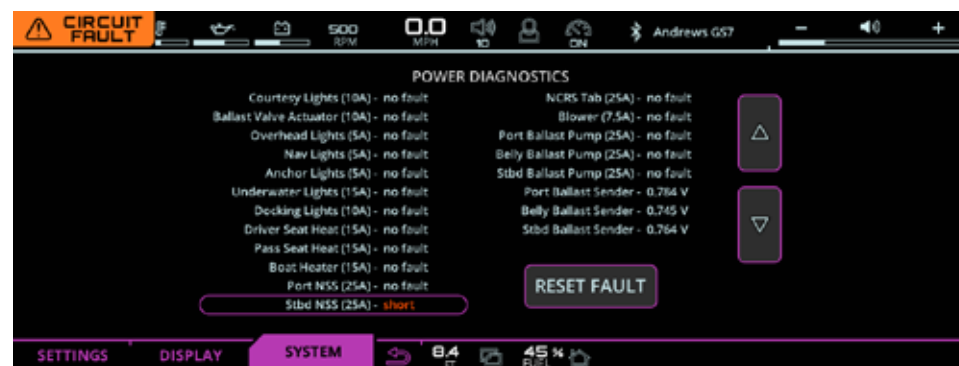 CIRCUIT FAULT
500 RPM
0.0 MPH
10
ON
Andrews GS7
- +
POWER DIAGNOSTICS
Courtesy Lights (10A) - no fault
Ballast Valve Actuator (10A) - no fault
Overhead Lights (5A) - no fault
Nav Lights (5A) - no fault
Anchor Lights (5A) - no fault
Underwater Lights (15A) - no fault
Docking Lights (10A) - no fault
Driver Seat Heat (15A) - no fault
Pass Seat Heat (15A) - no fault
Boat Heater (15A) - no fault
Port NSS (25A) - no fault
Stbd NSS (25A) - short
NCRS Tab (25A) - no fault
Blower (7.5A) - no fault
Port Ballast Pump (25A) - no fault
Belly Ballast Pump (25A) - no fault
Stbd Ballast Pump (25A) - no fault
Port Ballast Sender - 0.784 V
Belly Ballast Sender - 0.745 V
Stbd Ballast Sender - 0.764 V
RESET FAULT
SETTINGS
DISPLAY
SYSTEM
8.4 FT
45 % FUEL